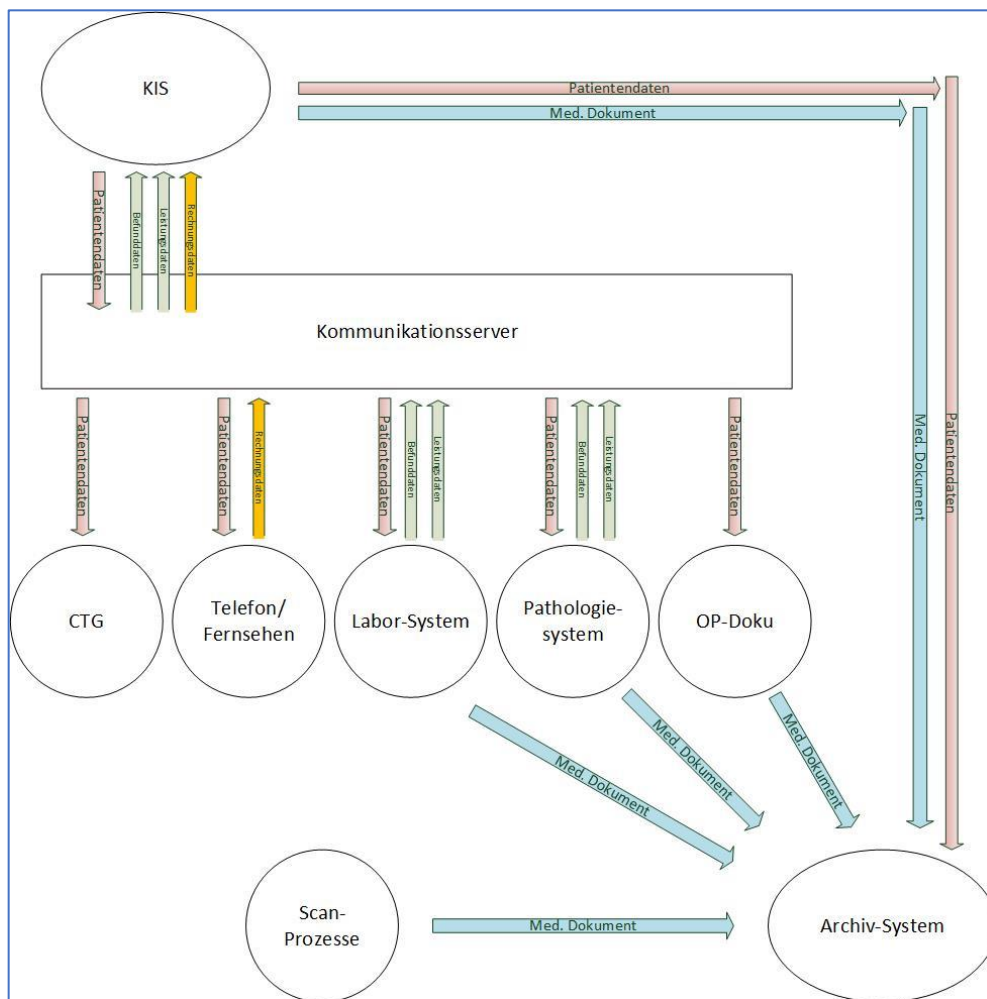 KIS
Patientendaten
Med. Dokument
Patientendaten
Befunddaten
Leistungsdaten
Rechnungsdaten
Kommunikationsserver
Med. Dokument
Patientendaten
Patientendaten
Patientendaten
Rechnungsdaten
Patientendaten
Befunddaten
Leistungsdaten
Patientendaten
Befunddaten
Leistungsdaten
Patientendaten
CTG
Telefon/
Fernsehen
Labor-System
Pathologie-
system
OP-Doku
Med. Dokument
Med. Dokument
Med. Dokument
Scan-
Prozesse
Med. Dokument
Archiv-System